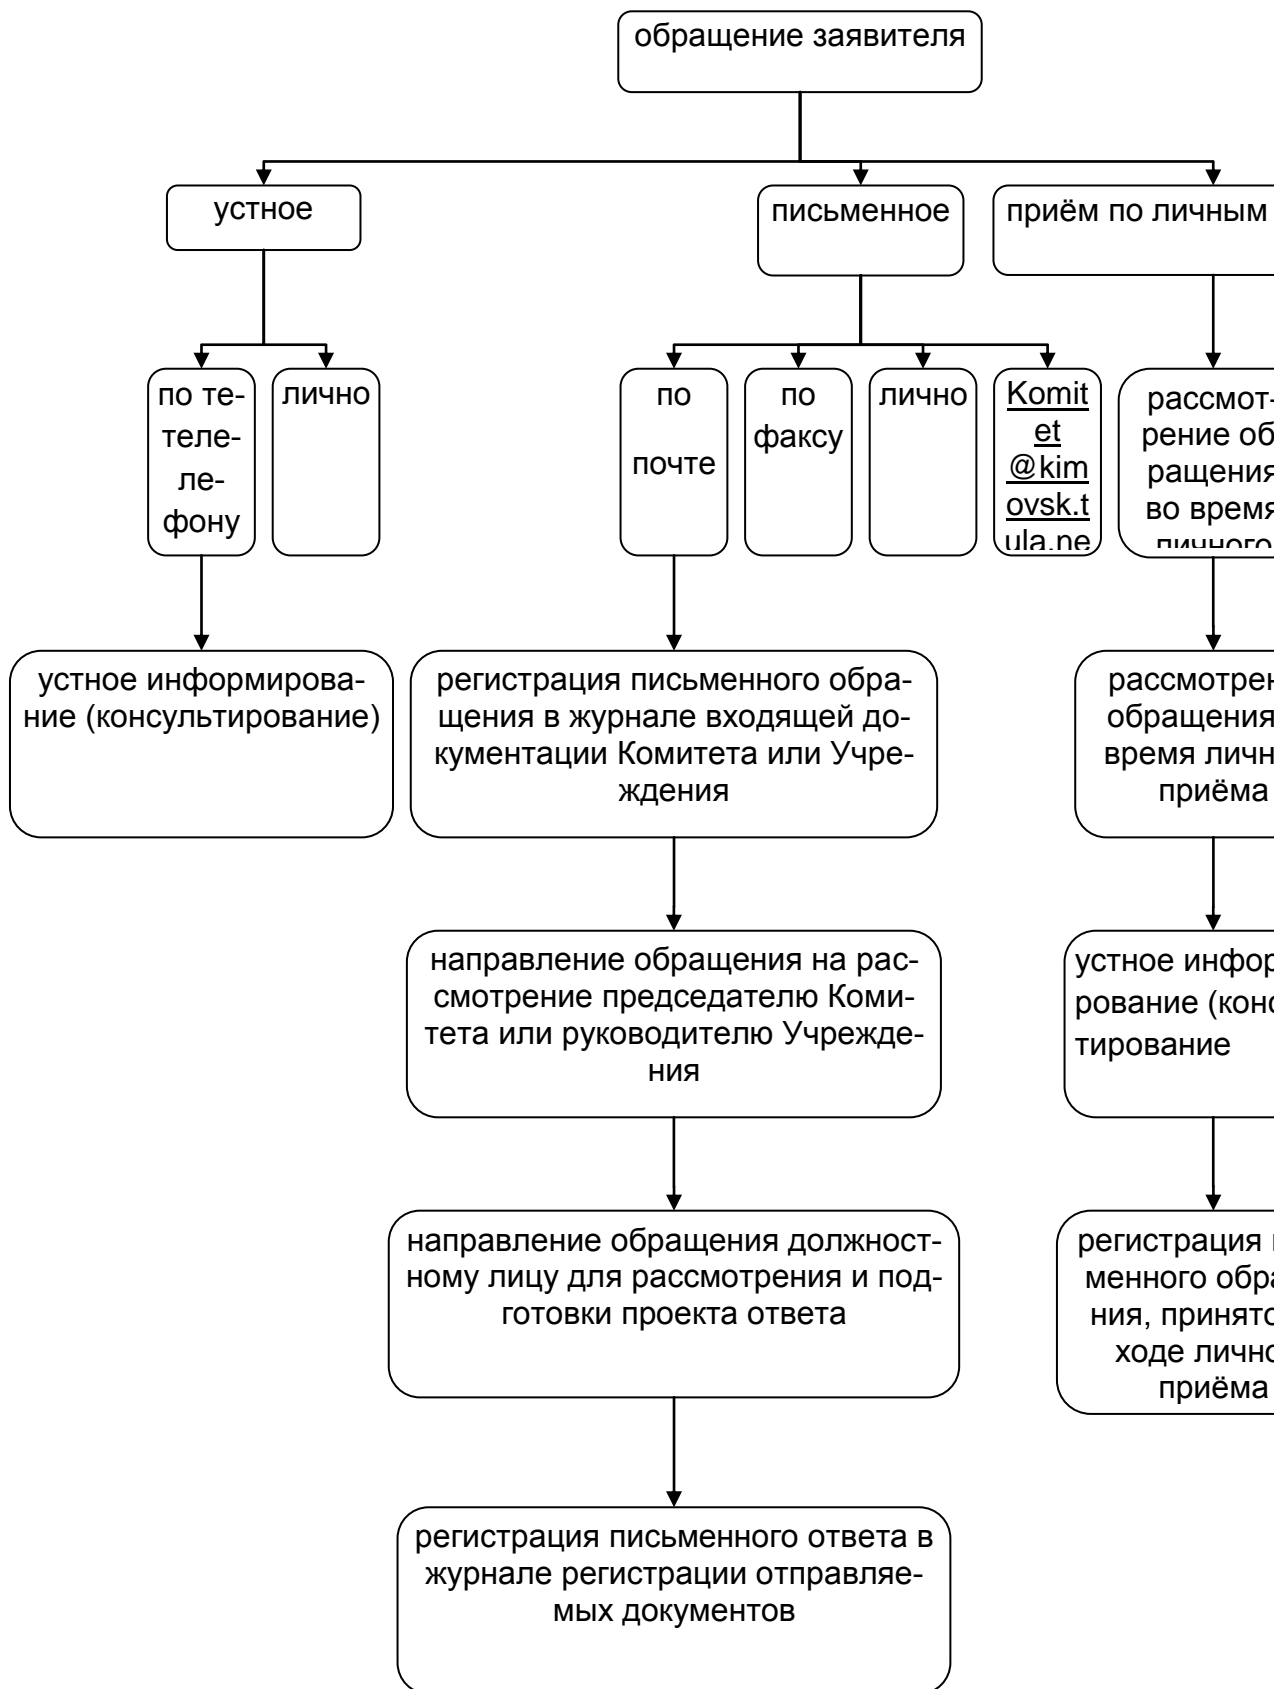 обращение заявителя
устное
письменное
приём по личным
по те-
теле-
ле-
фону
лично
по
почте
по
факсу
лично
Komit
et
@kim
ovsk.t
ula.ne
рассмот-
рение об
ращения
во время
личного
устное информирова-
ние (консультирование)
регистрация письменного обра-
щения в журнале входящей до-
кументации Комитета или Учре-
ждения
рассмотрен
обращения
время личн
приёма
направление обращения на рас-
смотрение председателю Коми-
тета или руководителю Учрежде-
ния
устное инфор
рование (конс
тирование
направление обращения должност-
ному лицу для рассмотрения и под-
готовки проекта ответа
регистрация
менного обра
ния, принято
ходе лично
приёма
регистрация письменного ответа в
журнале регистрации отправляе-
мых документов